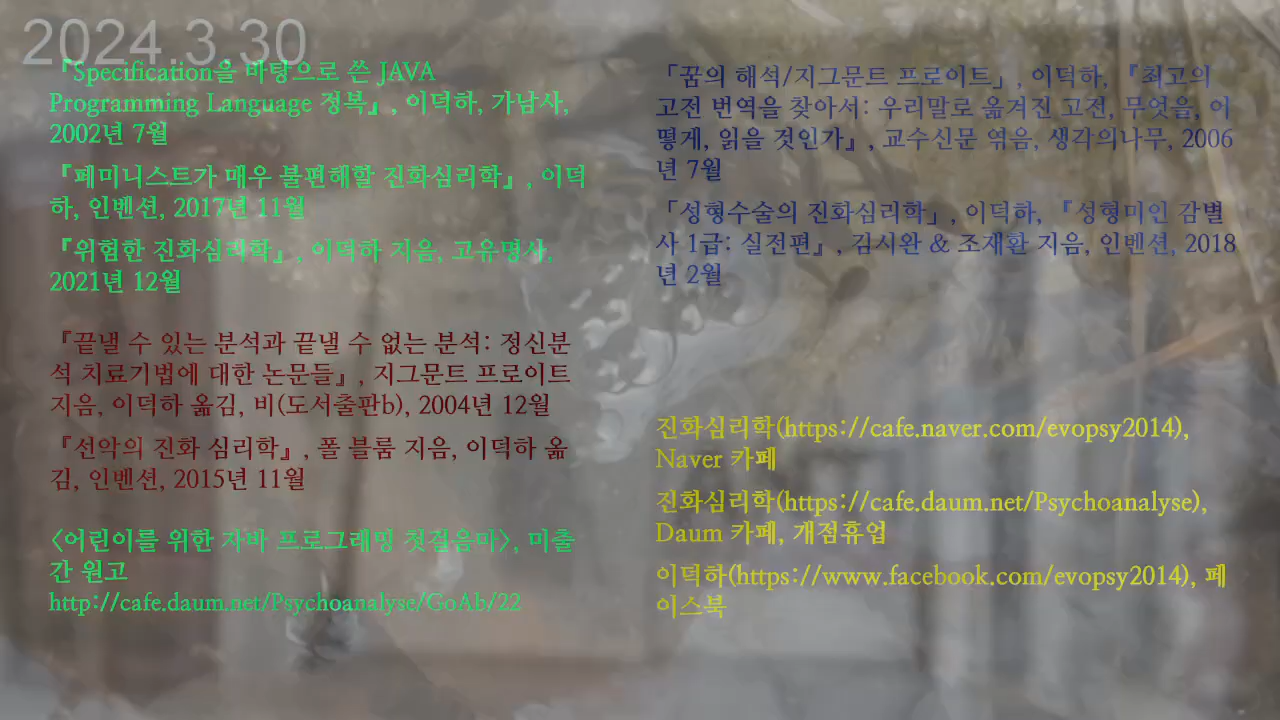 2024.3.30
『Specification을 바탕으로 쓴 JAVA
Programming Language 정복』, 이덕하, 가남사,
2002년 7월
『페미니스트가 매우 불편해할 진화심리학』, 이덕
하, 인벤션, 2017년 11월
『위험한 진화심리학』, 이덕하 지음, 고유명사,
2021년 12월
『끝낼 수 있는 분석과 끝낼 수 없는 분석: 정신분
석 치료기법에 대한 논문들』, 지그문트 프로이트
지음, 이덕하 옮김, 비(도서출판b), 2004년 12월
『선악의 진화 심리학』, 폴 블룸 지음, 이덕하 옮
김, 인벤션, 2015년 11월
<어린이를 위한 자바 프로그래밍 첫걸음마>, 미출
간 원고
http://cafe.daum.net/Psychoanalyse/GoAb/22
「꿈의 해석/지그문트 프로이트」, 이덕하, 『최고의
고전 번역을 찾아서: 우리말로 옮겨진 고전, 무엇을, 어
떻게, 읽을 것인가』, 교수신문 엮음, 생각의나무, 2006
년 7월
「성형수술의 진화심리학」, 이덕하, 『성형미인 감별
사 1급: 실전편』, 김시완 & 조재환 지음, 인벤션, 2018
년 2월
진화심리학(https://cafe.naver.com/evopsy2014),
Naver 카페
진화심리학(https://cafe.daum.net/Psychoanalyse),
Daum 카페, 개점휴업
이덕하(https://www.facebook.com/evopsy2014), 페
이스북